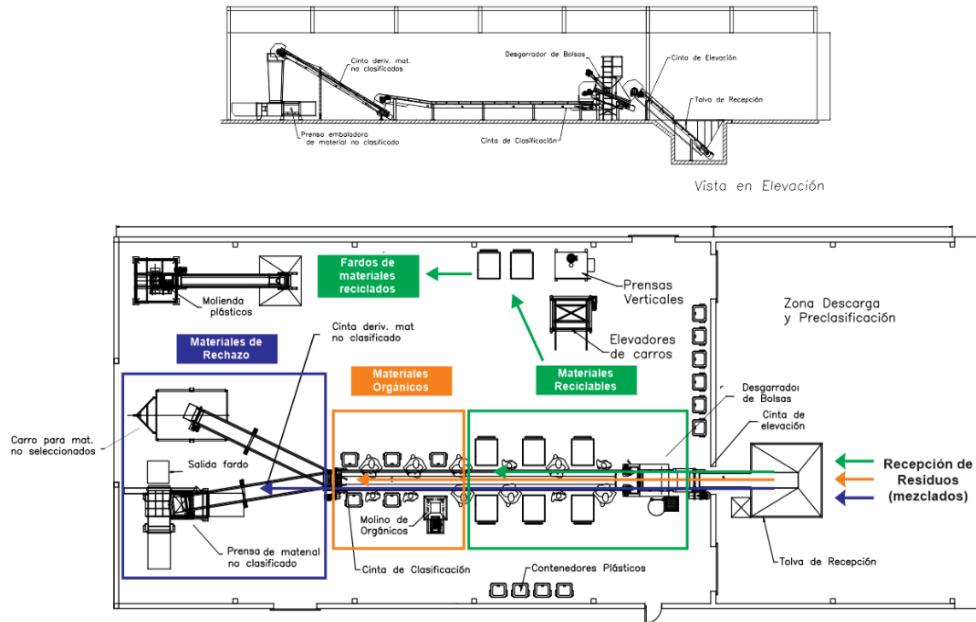 Cinta deriv. mat.
no clasificados
Desgarrador
de Bolsas
Cinta de Elevación
Tolva de Recepción
Prensa embaladora
de material no clasificado
Cinta de Clasificación
Vista en Elevación
Molienda
plásticos
Fardos de
materiales
reciclados
Prensas
Verticales
Elevadores
de carros
Zona Descarga
y Preclasificación
Cinta deriv. mat
no clasificado
Materiales de
Rechazo
Materiales
Orgánicos
Materiales
Reciclables
Desgarrador
de Bolsas
Cinta de
elevación
Carro para mat.
no seleccionados
Salida fardo
Recepción de
Residuos
(mezclados)
Molino de
Orgánicos
Prensa de material
no clasificado
Cinta de Clasificación
Contenedores Plásticos
Tolva de Recepción